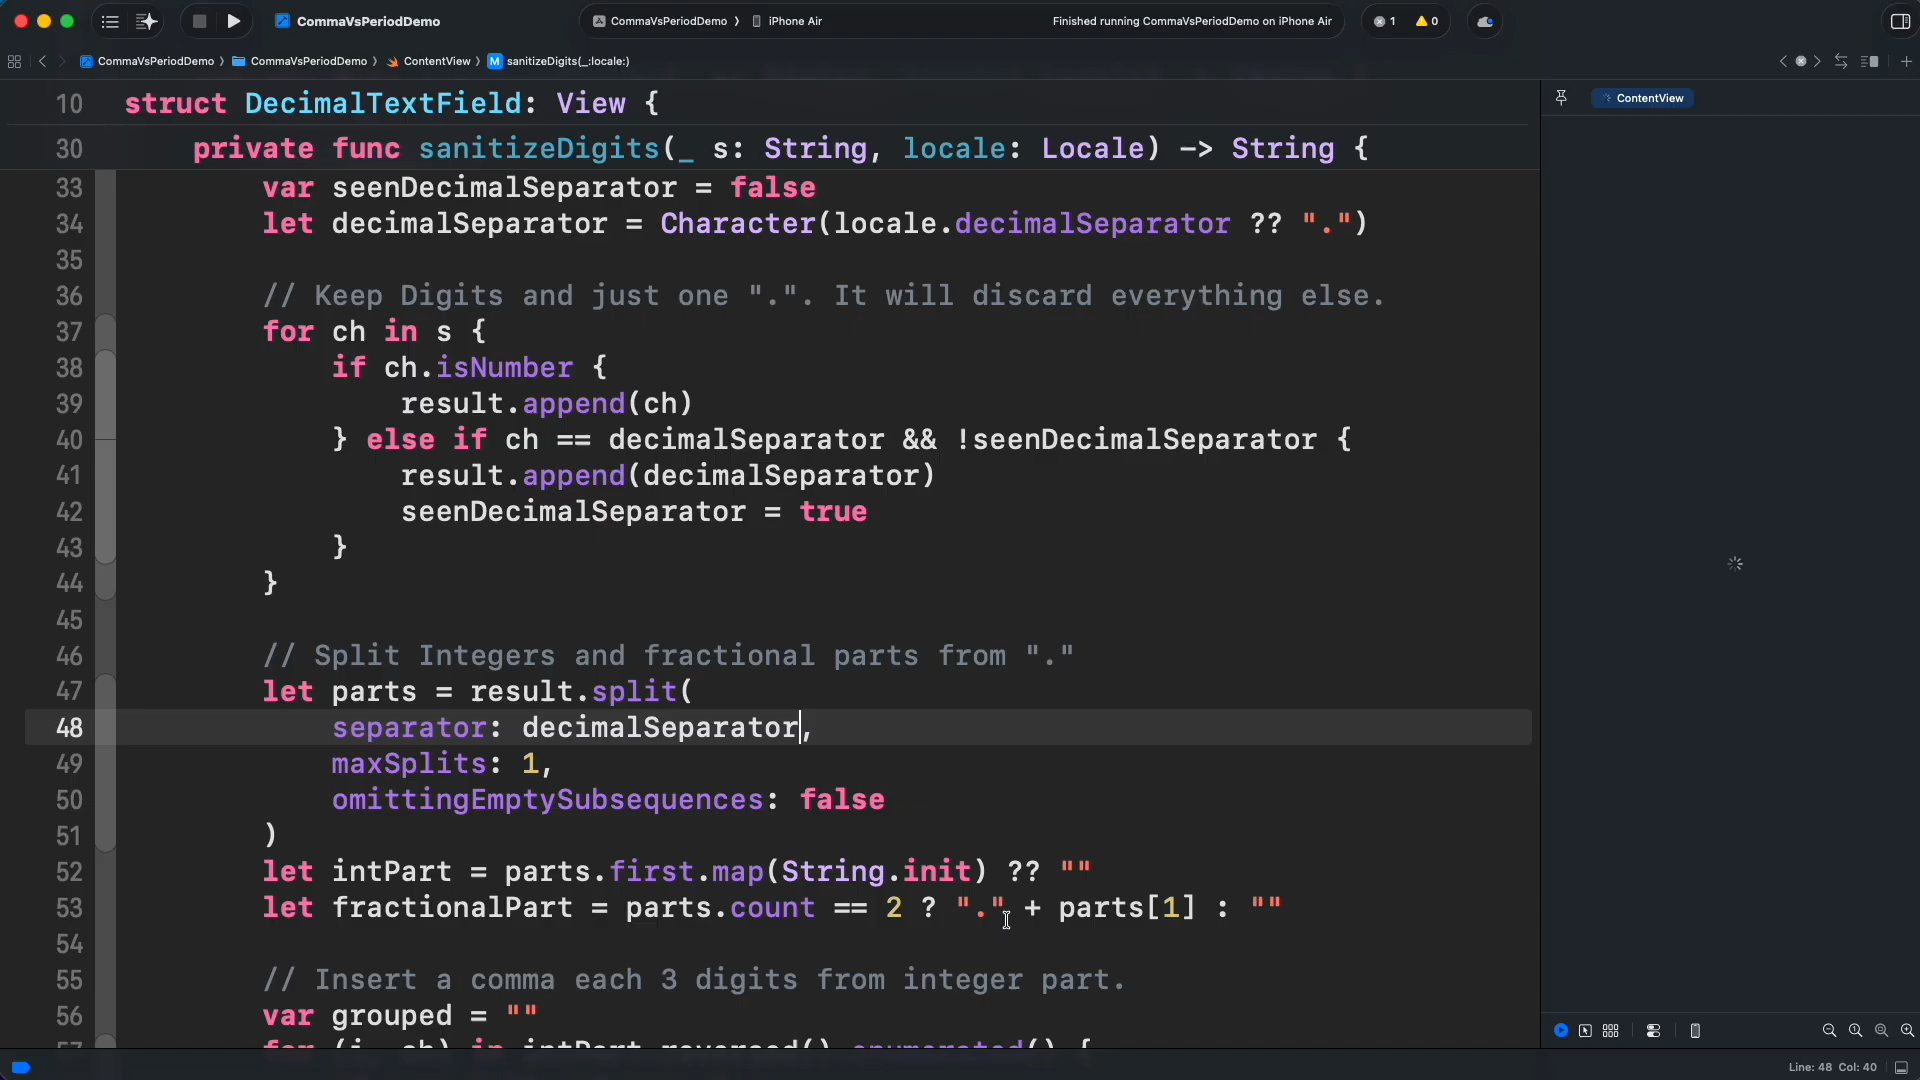 CommaVsPeriodDemo
CommaVsPeriodDemo 〉 iPhone Air
Finished running CommaVsPeriodDemo on iPhone Air
1 0
CommaVsPeriodDemo 〉 CommaVsPeriodDemo 〉 ContentView 〉 M sanitizeDigits(_:locale:)
ContentView
10 struct DecimalTextField: View {
30 private func sanitizeDigits(_ s: String, locale: Locale) -> String {
33 var seenDecimalSeparator = false
34 let decimalSeparator = Character(locale.decimalSeparator ?? ".")
35
36 // Keep Digits and just one ".". It will discard everything else.
37 for ch in s {
38 if ch.isNumber {
39 result.append(ch)
40 } else if ch == decimalSeparator && !seenDecimalSeparator {
41 result.append(decimalSeparator)
42 seenDecimalSeparator = true
43 }
44 }
45
46 // Split Integers and fractional parts from "."
47 let parts = result.split(
48 separator: decimalSeparator,
49 maxSplits: 1,
50 omittingEmptySubsequences: false
51 )
52 let intPart = parts.first.map(String.init) ?? ""
53 let fractionalPart = parts.count == 2 ? "." + parts[1] : ""
54
55 // Insert a comma each 3 digits from integer part.
56 var grouped = ""
57 for (i, ch) in intPart.reversed().enumerated() {
Line: 48 Col: 40